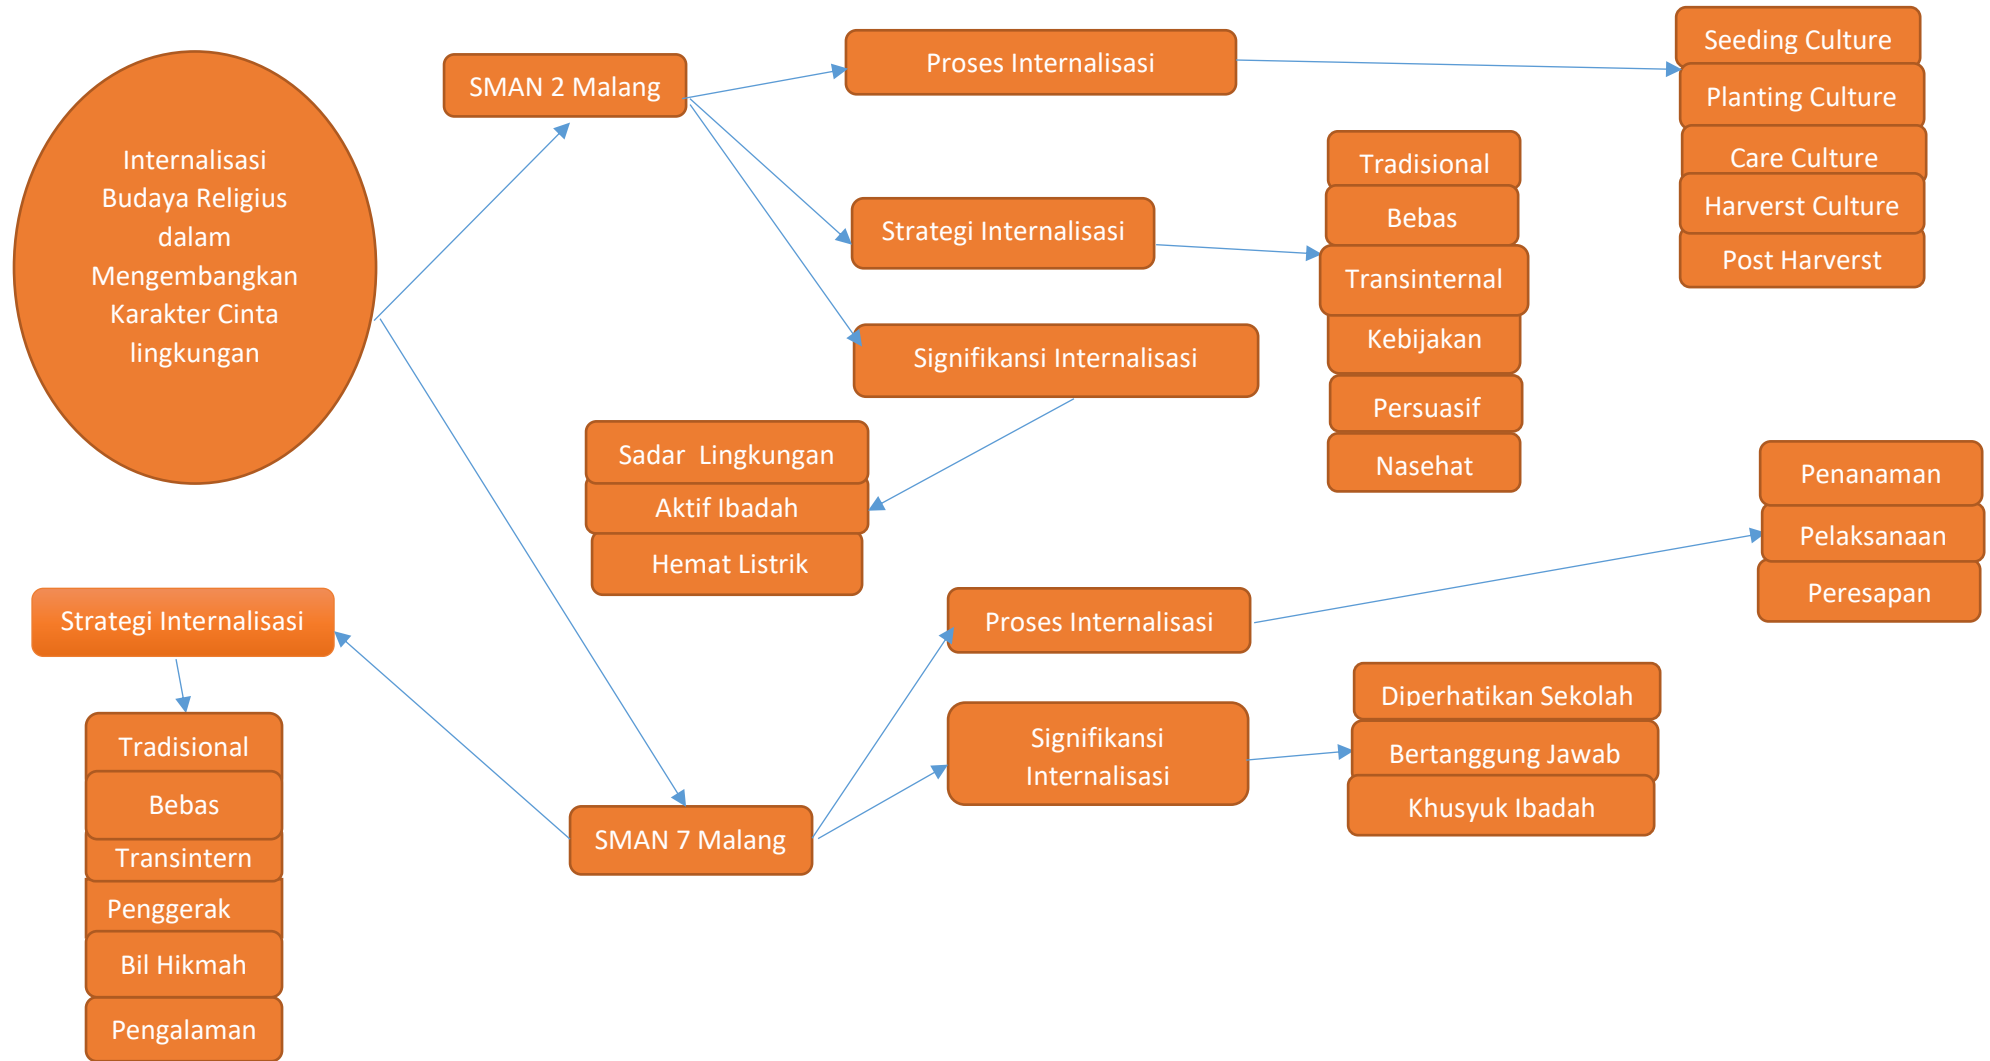 Internalisasi
Budaya Religius
dalam
Mengembangkan
Karakter Cinta
lingkungan
SMAN 2 Malang
Proses Internalisasi
Seeding Culture
Planting Culture
Care Culture
Harverst Culture
Post Harverst
Strategi Internalisasi
Tradisional
Bebas
Transinternal
Kebijakan
Persuasif
Nasehat
Signifikansi Internalisasi
Sadar Lingkungan
Aktif Ibadah
Hemat Listrik
SMAN 7 Malang
Proses Internalisasi
Penanaman
Pelaksanaan
Peresapan
Signifikansi
Internalisasi
Diperhatikan Sekolah
Bertanggung Jawab
Khusyuk Ibadah
Strategi Internalisasi
Tradisional
Bebas
Transintern
Penggerak
Bil Hikmah
Pengalaman